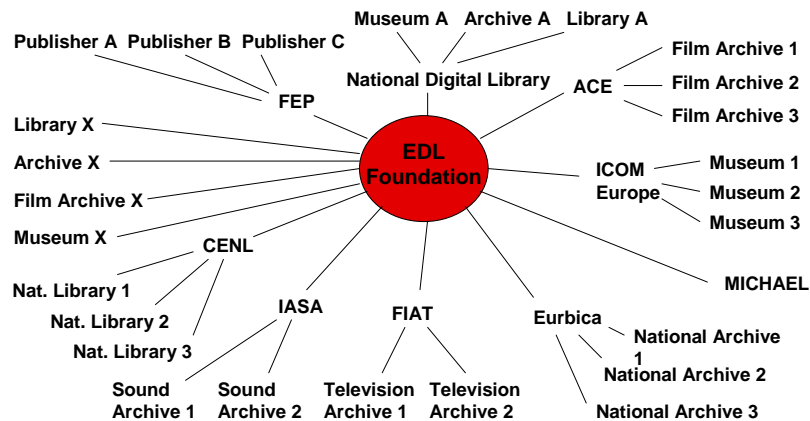 Museum A Archive A Library A
Publisher A Publisher B Publisher C
National Digital Library
FEP
ACE
Film Archive 1
Film Archive 2
Film Archive 3
Library X
Archive X
Film Archive X
Museum X
EDL
Foundation
ICOM
Europe
Museum 1
Museum 2
Museum 3
CENL
Nat. Library 1
Nat. Library 2
Nat. Library 3
IASA
Sound
Archive 1
Sound
Archive 2
FIAT
Television
Archive 1
Television
Archive 2
MICHAEL
Eurbica
National Archive
1
National Archive 2
National Archive 3